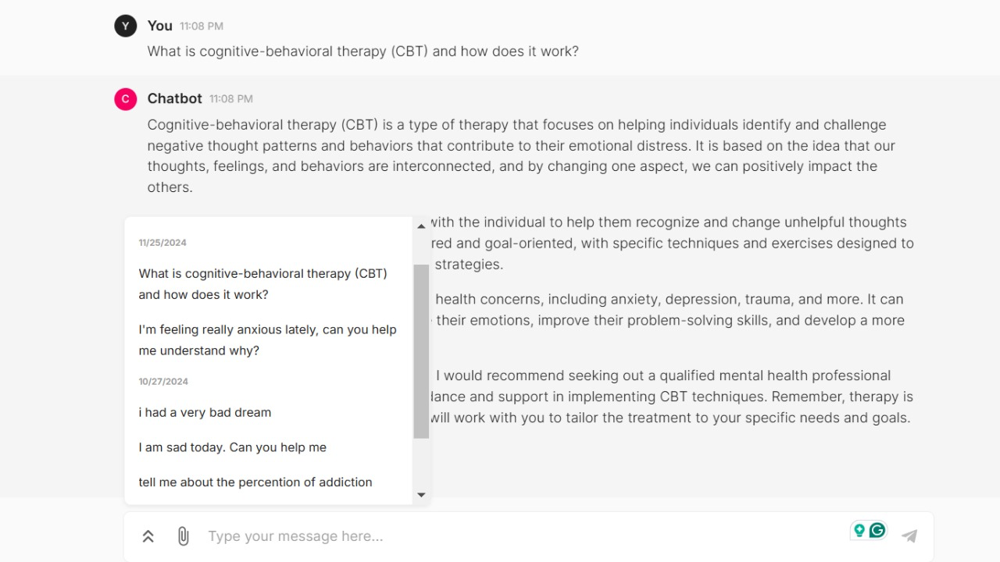 Y You 11:08 PM
What is cognitive-behavioral therapy (CBT) and how does it work?
C Chatbot 11:08 PM
Cognitive-behavioral therapy (CBT) is a type of therapy that focuses on helping individuals identify and challenge
negative thought patterns and behaviors that contribute to their emotional distress. It is based on the idea that our
thoughts, feelings, and behaviors are interconnected, and by changing one aspect, we can positively impact the
others.
with the individual to help them recognize and change unhelpful thoughts
red and goal-oriented, with specific techniques and exercises designed to
strategies.
health concerns, including anxiety, depression, trauma, and more. It can
their emotions, improve their problem-solving skills, and develop a more
I would recommend seeking out a qualified mental health professional
dance and support in implementing CBT techniques. Remember, therapy is
will work with you to tailor the treatment to your specific needs and goals.
11/25/2024
What is cognitive-behavioral therapy (CBT)
and how does it work?
I'm feeling really anxious lately, can you help
me understand why?
10/27/2024
i had a very bad dream
I am sad today. Can you help me
tell me about the percention of addiction
Type your message here...